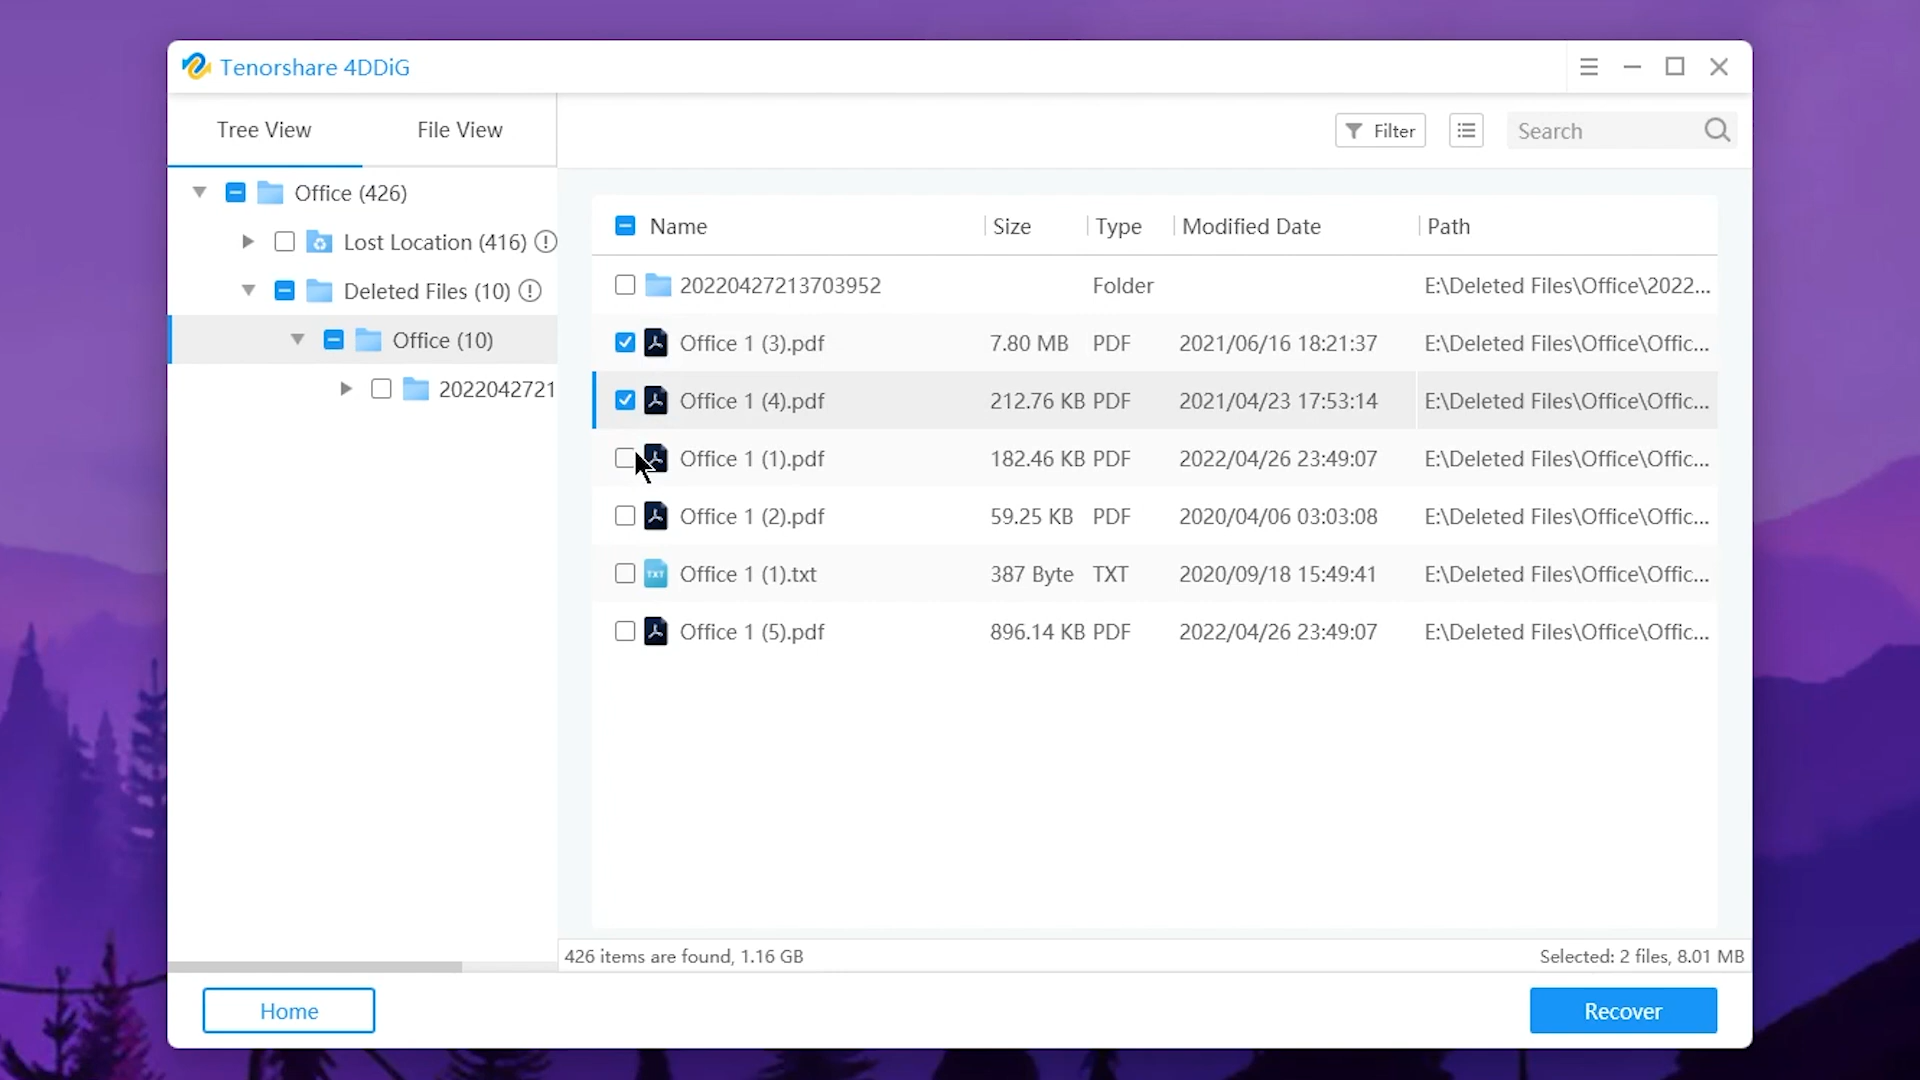 Tenorshare 4DDiG
Tree View File View
Filter
Search
Office (426)
Lost Location (416)
Deleted Files (10)
Office (10)
2022042721
Name Size Type Modified Date Path
20220427213703952 Folder E:\Deleted Files\Office\2022...
Office 1 (3).pdf 7.80 MB PDF 2021/06/16 18:21:37 E:\Deleted Files\Office\Offic...
Office 1 (4).pdf 212.76 KB PDF 2021/04/23 17:53:14 E:\Deleted Files\Office\Offic...
Office 1 (1).pdf 182.46 KB PDF 2022/04/26 23:49:07 E:\Deleted Files\Office\Offic...
Office 1 (2).pdf 59.25 KB PDF 2020/04/06 03:03:08 E:\Deleted Files\Office\Offic...
TXT Office 1 (1).txt 387 Byte TXT 2020/09/18 15:49:41 E:\Deleted Files\Office\Offic...
Office 1 (5).pdf 896.14 KB PDF 2022/04/26 23:49:07 E:\Deleted Files\Office\Offic...
426 items are found, 1.16 GB
Selected: 2 files, 8.01 MB
Home
Recover